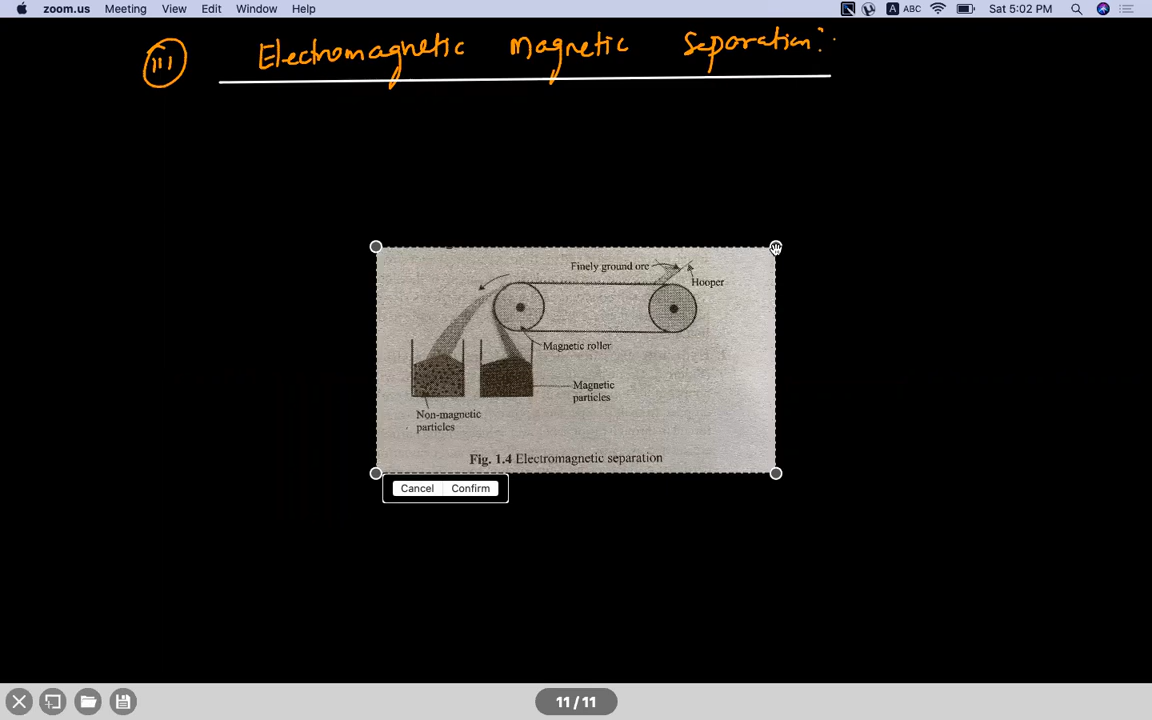 zoom.us Meeting View Edit Window Help A ABC Sat 5:02 PM
(iii) Electromagnetic Magnetic Separation:
Finely ground ore
Hooper
Magnetic roller
Magnetic
particles
Non-magnetic
particles
Fig. 1.4 Electromagnetic separation
Cancel Confirm
11/11